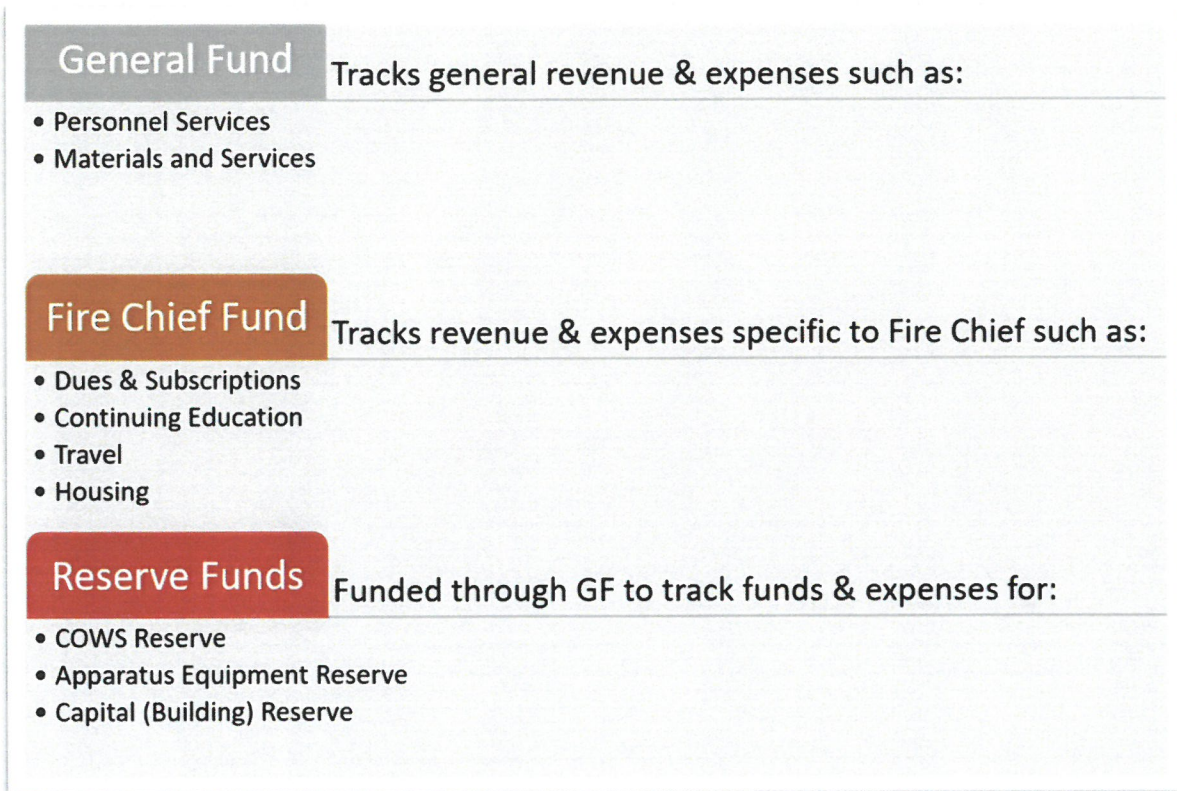 General Fund
Tracks general revenue & expenses such as:
• Personnel Services
• Materials and Services
Fire Chief Fund
Tracks revenue & expenses specific to Fire Chief such as:
• Dues & Subscriptions
• Continuing Education
• Travel
• Housing
Reserve Funds
Funded through GF to track funds & expenses for:
• COWS Reserve
• Apparatus Equipment Reserve
• Capital (Building) Reserve